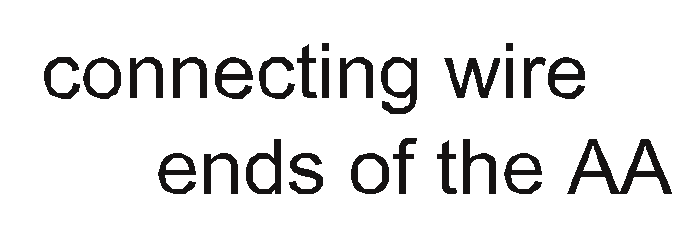 connecting wire
ends of the AA